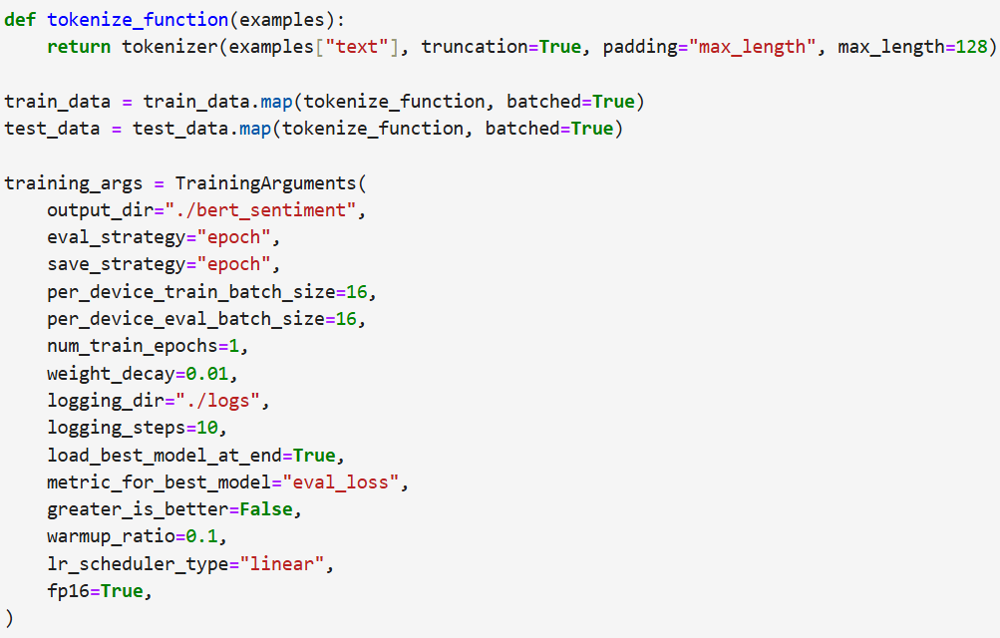 def tokenize_function(examples):
    return tokenizer(examples["text"], truncation=True, padding="max_length", max_length=128)

train_data = train_data.map(tokenize_function, batched=True)
test_data = test_data.map(tokenize_function, batched=True)

training_args = TrainingArguments(
    output_dir="./bert_sentiment",
    eval_strategy="epoch",
    save_strategy="epoch",
    per_device_train_batch_size=16,
    per_device_eval_batch_size=16,
    num_train_epochs=1,
    weight_decay=0.01,
    logging_dir="./logs",
    logging_steps=10,
    load_best_model_at_end=True,
    metric_for_best_model="eval_loss",
    greater_is_better=False,
    warmup_ratio=0.1,
    lr_scheduler_type="linear",
    fp16=True,
)